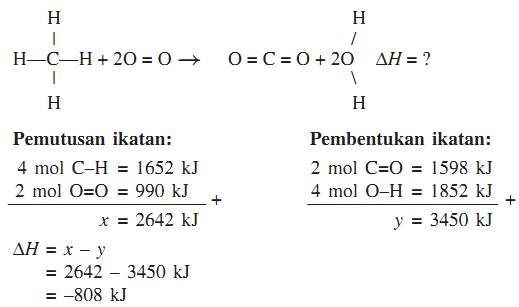 H H
| /
H—C—H + 2O = O → O = C = O + 2O ΔH = ?
| \
H H
Pemutusan ikatan: Pembentukan ikatan:
4 mol C–H = 1652 kJ 2 mol C=O = 1598 kJ
2 mol O=O = 990 kJ + 4 mol O–H = 1852 kJ +
x = 2642 kJ y = 3450 kJ
ΔH = x – y
= 2642 – 3450 kJ
= –808 kJ